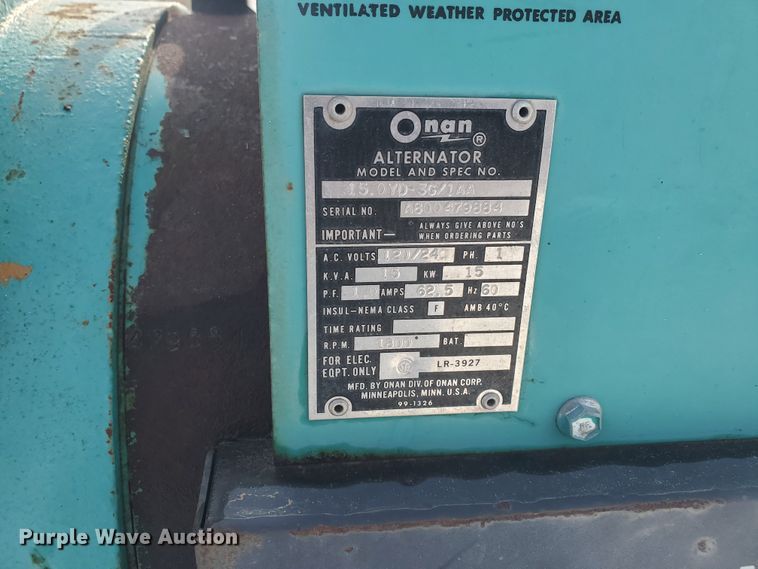 VENTILATED WEATHER PROTECTED AREA
Onan ®
ALTERNATOR
MODEL AND SPEC NO.
15.0YD-3G/1AA
SERIAL NO. A800479884
IMPORTANT— ALWAYS GIVE ABOVE NO'S
WHEN ORDERING PARTS
A.C. VOLTS 120/240 PH. 1
K.V.A. 15 KW 15
P.F. AMPS 62.5 Hz 60
INSUL-NEMA CLASS F AMB 40°C
TIME RATING
R.P.M. 1800 BAT.
FOR ELEC.
EQPT. ONLY LR-3927
MFG. BY ONAN DIV. OF ONAN CORP.
MINNEAPOLIS, MINN. U.S.A.
99-1326
Purple Wave Auction